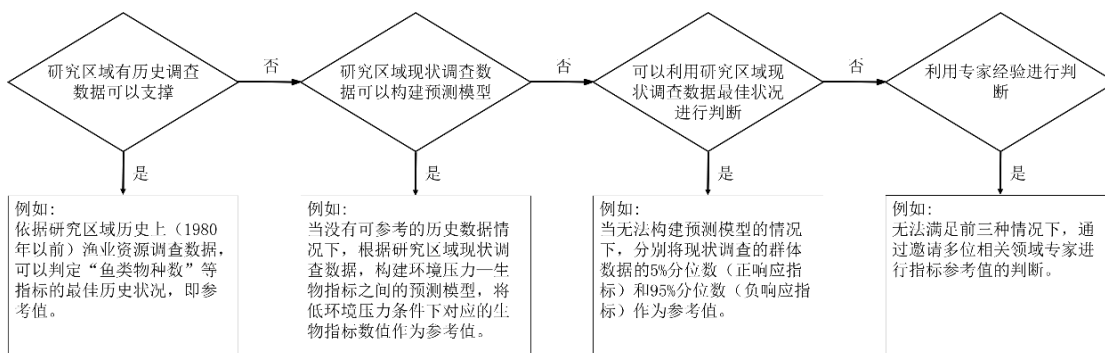 研究区域有历史调查
数据可以支撑
否
研究区域现状调查数
据可以构建预测模型
否
可以利用研究区域现
状调查数据最佳状况
进行判断
否
利用专家经验进行判
断
是
是
是
是
例如:
依据研究区域历史上（1980
年以前）渔业资源调查数据，
可以判定“鱼类物种数”等
指标的最佳历史状况，即参
考值。
例如:
当没有可参考的历史数据情
况下，根据研究区域现状调
查数据，构建环境压力—生
物指标之间的预测模型，将
低环境压力条件下对应的生
物指标数值作为参考值。
例如:
当无法构建预测模型的情况
下，分别将现状调查的群体
数据的5%分位数（正响应指
标）和95%分位数（负响应指
标）作为参考值。
例如:
无法满足前三种情况下，通
过邀请多位相关领域专家进
行指标参考值的判断。